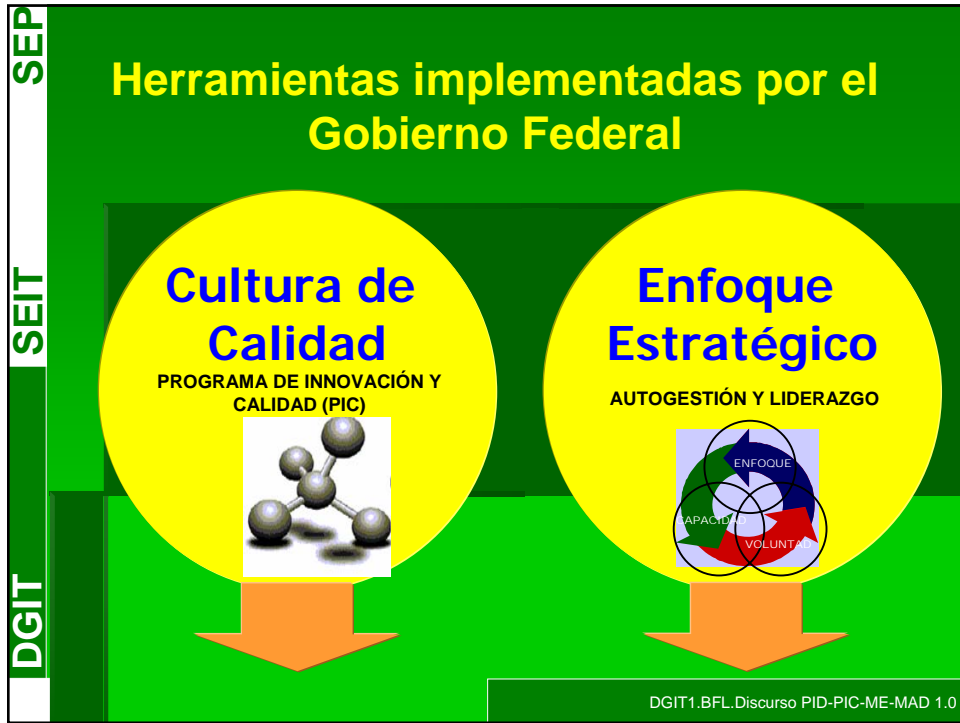 SEP
SEIT
DGIT
Herramientas implementadas por el
Gobierno Federal
Cultura de
Calidad
PROGRAMA DE INNOVACIÓN Y
CALIDAD (PIC)
Enfoque
Estratégico
AUTOGESTIÓN Y LIDERAZGO
ENFOQUE
CAPACIDAD
VOLUNTAD
DGIT1.BFL.Discurso PID-PIC-ME-MAD 1.0